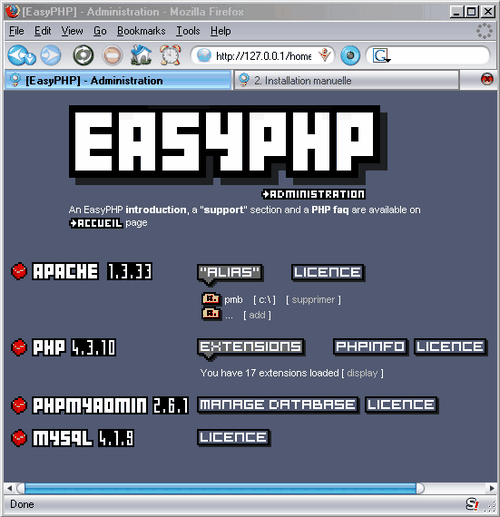 [EasyPHP] - Administration - Mozilla Firefox
File Edit View Go Bookmarks Tools Help
http://127.0.0.1/home
[EasyPHP] - Administration
2. Installation manuelle
EASYPHP
ADMINISTRATION
An EasyPHP introduction, a "support" section and a PHP faq are available on
ACCUEIL page
APACHE 1.3.33 "ALIAS" LICENCE
pmb [ c:\ ] [ supprimer ]
... [ add ]
PHP 4.3.10 EXTENSIONS PHPINFO LICENCE
You have 17 extensions loaded [ display ]
PHPMYADMIN 2.6.1 MANAGE DATABASE LICENCE
MYSQL 4.1.9 LICENCE
Done